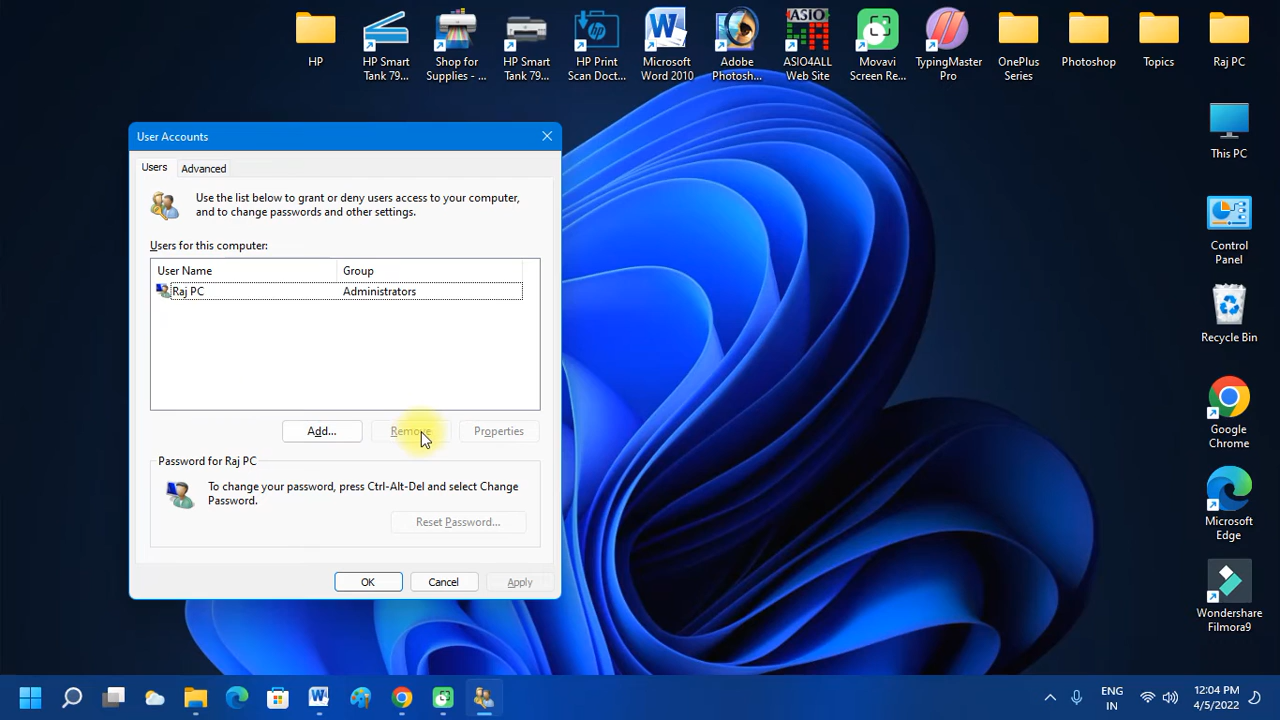 HP
HP Smart
Tank 79...
Shop for
Supplies - ...
HP Smart
Tank 79...
HP Print
Scan Doct...
Microsoft
Word 2010
Adobe
Photosh...
ASIO
ASIO4ALL
Web Site
Movavi
Screen Re...
TypingMaster
Pro
OnePlus
Series
Photoshop
Topics
Raj PC
This PC
Control
Panel
Recycle Bin
Google
Chrome
Microsoft
Edge
Wondershare
Filmora9
User Accounts
Users
Advanced
Use the list below to grant or deny users access to your computer,
and to change passwords and other settings.
Users for this computer:
User Name Group
Raj PC Administrators
Add... Remove Properties
Password for Raj PC
To change your password, press Ctrl-Alt-Del and select Change
Password.
Reset Password...
OK Cancel Apply
ENG
IN
12:04 PM
4/5/2022